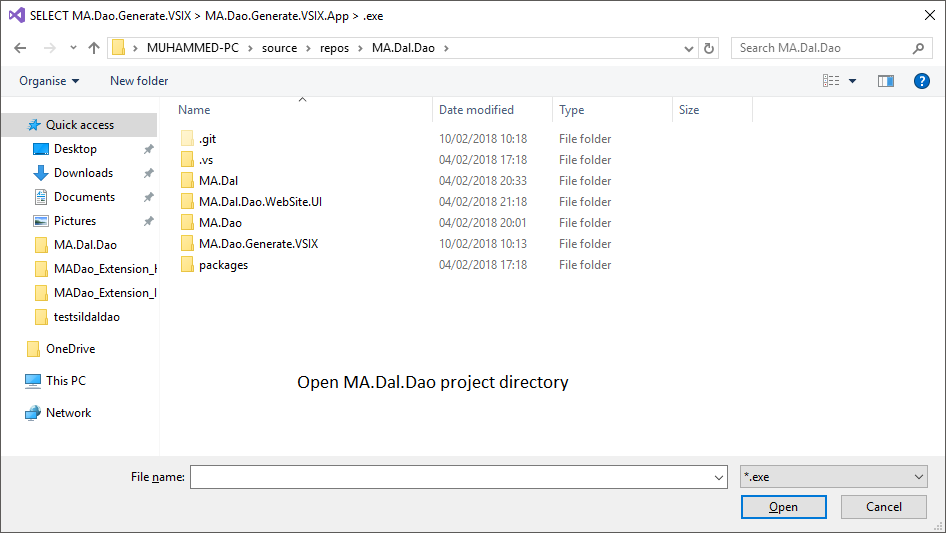 SELECT MA.Dao.Generate.VSIX > MA.Dao.Generate.VSIX.App > .exe
MUHAMMED-PC > source > repos > MA.Dal.Dao >
Search MA.Dal.Dao
Organise
New folder
Name
Date modified
Type
Size
Quick access
Desktop
Downloads
Documents
Pictures
MA.Dal.Dao
MADao_Extension_
MADao_Extension_
testsildaldao
OneDrive
This PC
Network
.git 10/02/2018 10:18 File folder
.vs 04/02/2018 17:18 File folder
MA.Dal 04/02/2018 20:33 File folder
MA.Dal.Dao.WebSite.UI 04/02/2018 21:18 File folder
MA.Dao 04/02/2018 20:01 File folder
MA.Dao.Generate.VSIX 10/02/2018 10:13 File folder
packages 04/02/2018 17:18 File folder
Open MA.Dal.Dao project directory
File name:
*.exe
Open
Cancel